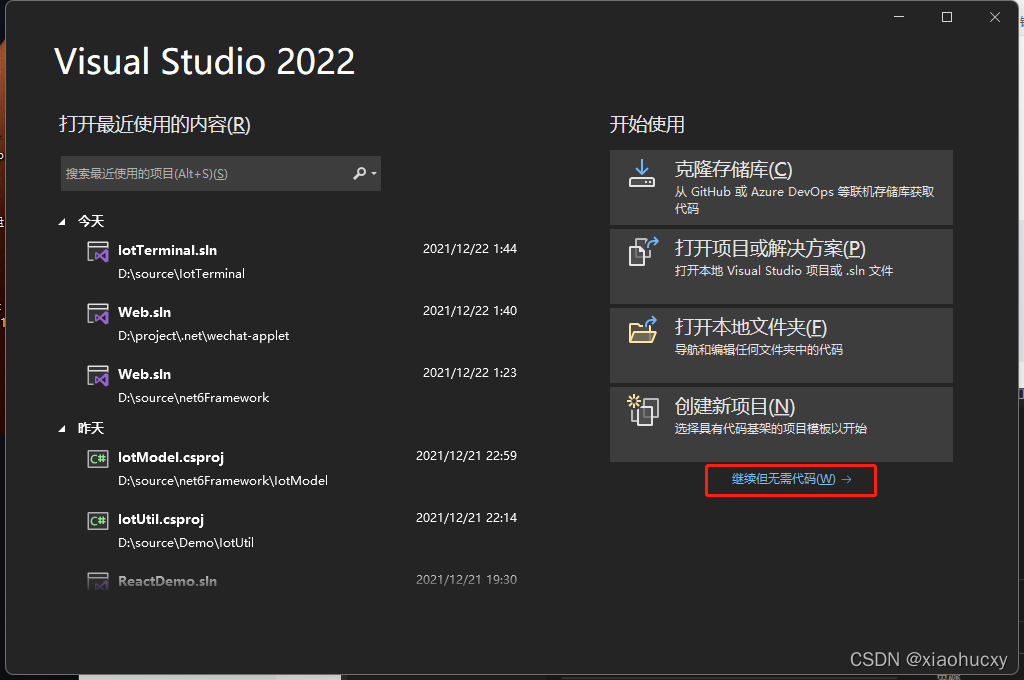 Visual Studio 2022
打开最近使用的内容(R)
搜索最近使用的项目(Alt+S)(S)
今天
IotTerminal.sln 2021/12/22 1:44
D:\source\IotTerminal
Web.sln 2021/12/22 1:40
D:\project\.net\wechat-applet
Web.sln 2021/12/22 1:23
D:\source\net6Framework
昨天
IotModel.csproj 2021/12/21 22:59
D:\source\net6Framework\IotModel
IotUtil.csproj 2021/12/21 22:14
D:\source\Demo\IotUtil
ReactDemo.sln 2021/12/21 19:30
开始使用
克隆存储库(C)
从 GitHub 或 Azure DevOps 等联机存储库获取
代码
打开项目或解决方案(P)
打开本地 Visual Studio 项目或 .sln 文件
打开本地文件夹(F)
导航和编辑任何文件夹中的代码
创建新项目(N)
选择具有代码基架的项目模板以开始
继续但无需代码(W) →
CSDN @xiaohucxy